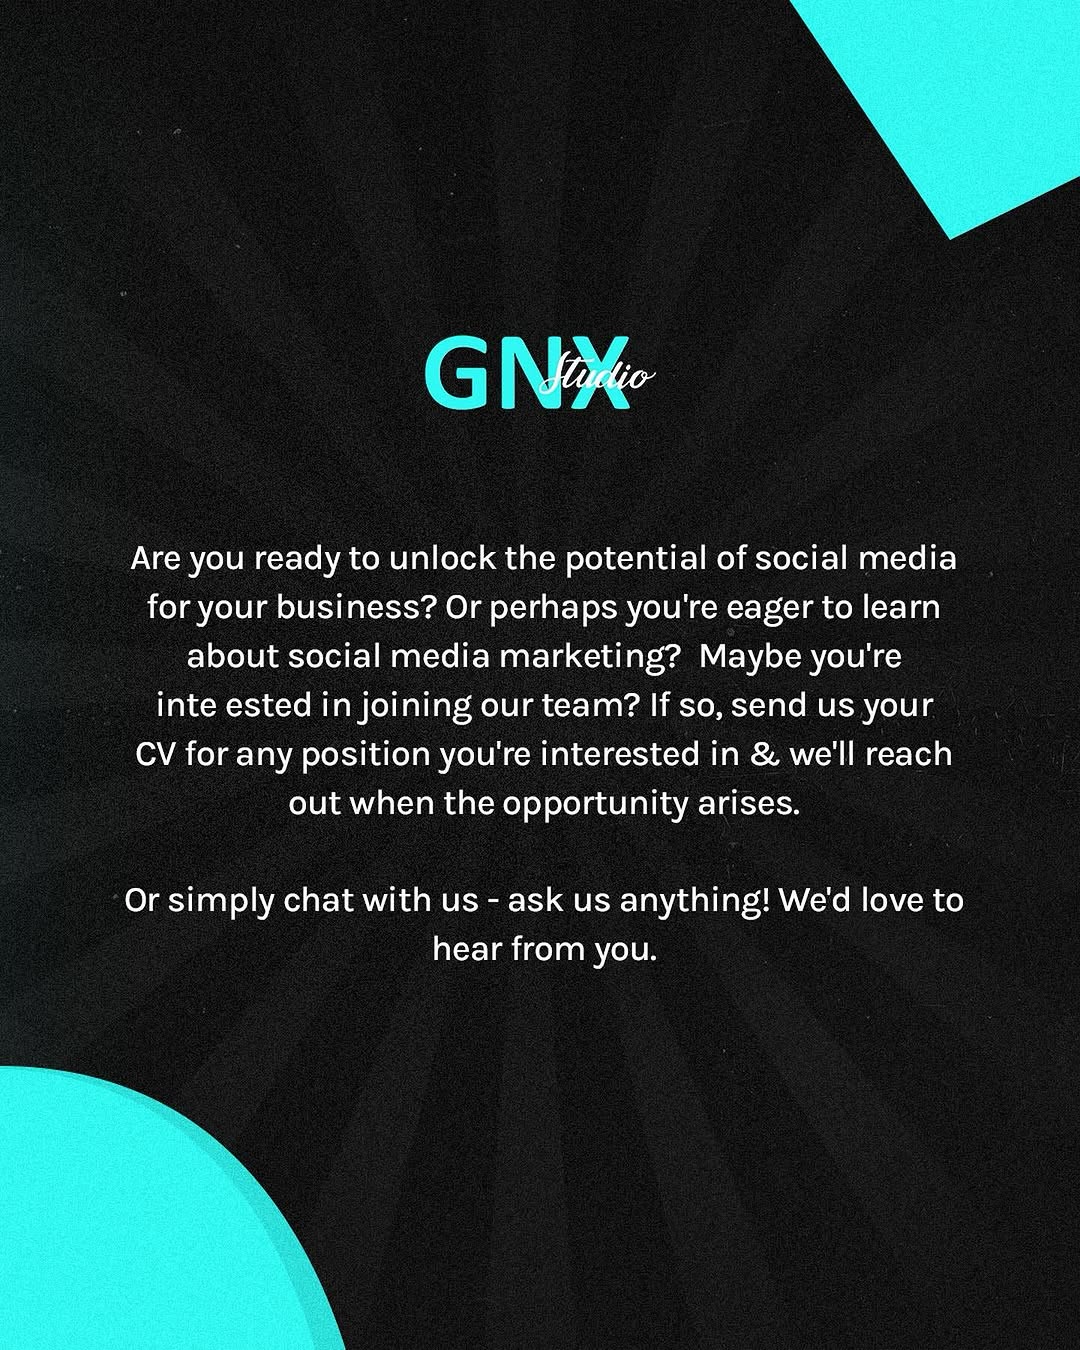 GNX
Studio
Are you ready to unlock the potential of social media
for your business? Or perhaps you're eager to learn
about social media marketing?  Maybe you're
inte ested in joining our team? If so, send us your
CV for any position you're interested in & we'll reach
out when the opportunity arises.
Or simply chat with us - ask us anything! We'd love to
hear from you.